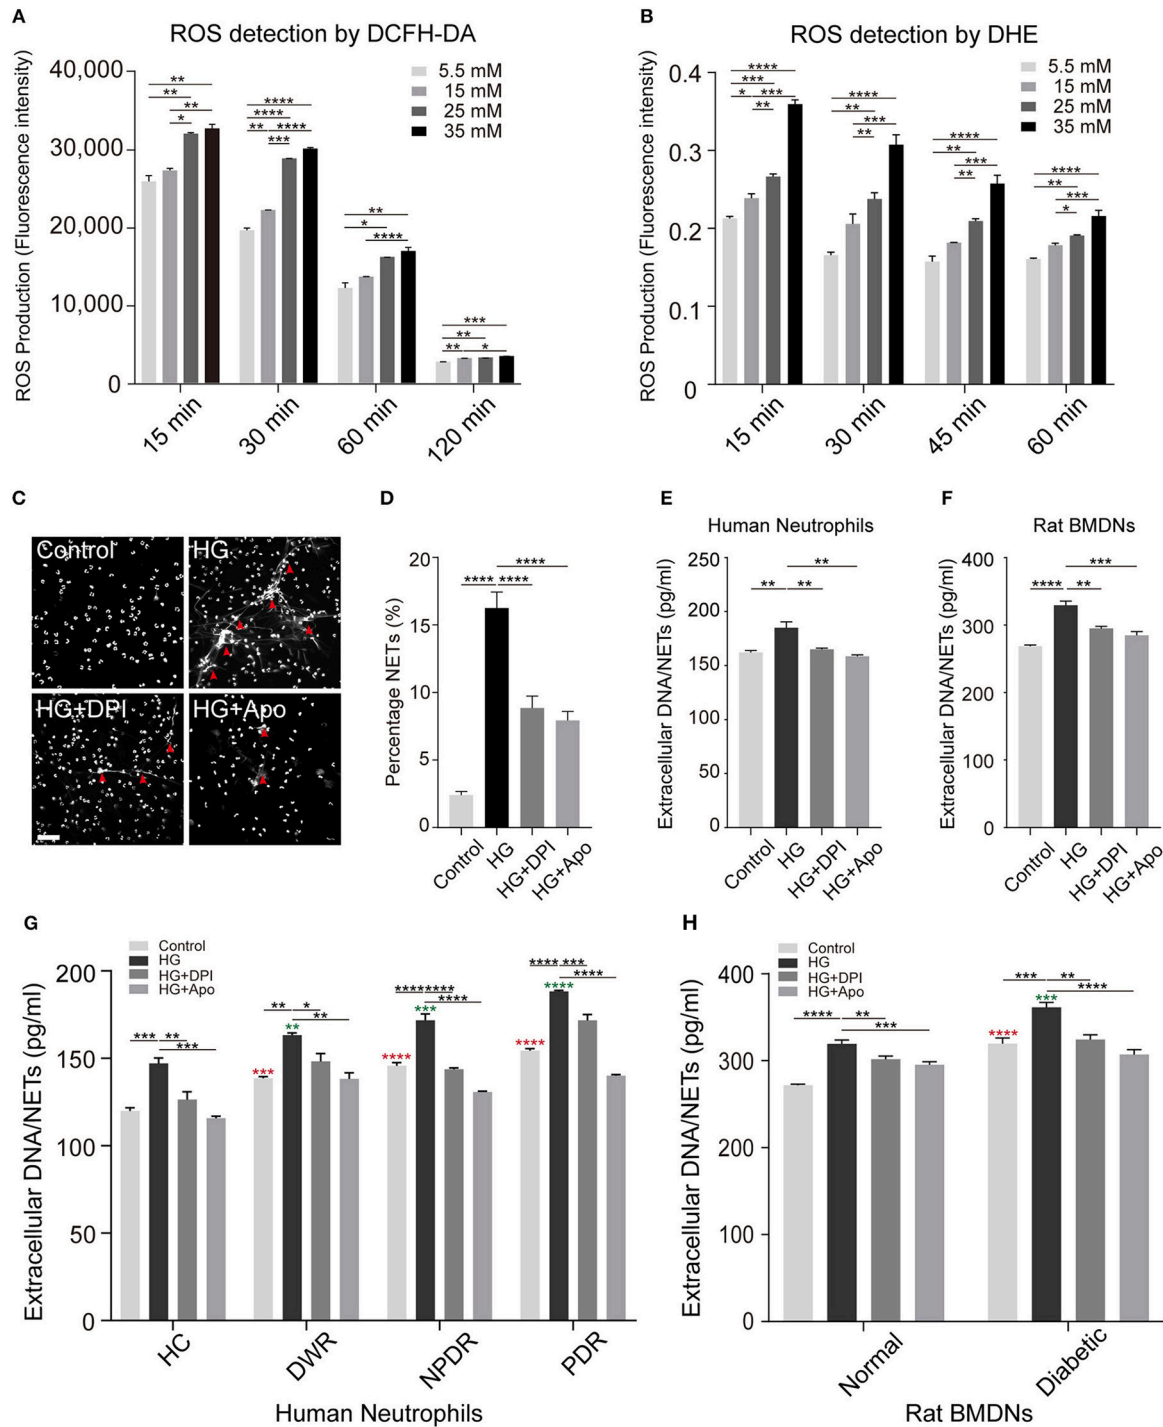 A
ROS detection by DCFH-DA
ROS Production (Fluorescence intensity)
40,000
30,000
20,000
10,000
0
5.5 mM
15 mM
25 mM
35 mM
**
**
**
*
****
****
** ****
***
**
*
****
***
**
** *
15 min
30 min
60 min
120 min
B
ROS detection by DHE
ROS Production (Fluorescence intensity)
0.4
0.3
0.2
0.1
0
5.5 mM
15 mM
25 mM
35 mM
****
***
* ***
**
****
**
***
**
****
**
***
**
****
**
***
*
15 min
30 min
45 min
60 min
C
Control
HG
HG+DPI
HG+Apo
D
Percentage NETs (%)
20
15
10
5
0
****
**** ****
Control
HG
HG+DPI
HG+Apo
E
Human Neutrophils
Extracellular DNA/NETs (pg/ml)
250
200
150
100
50
0
**
** **
Control
HG
HG+DPI
HG+Apo
F
Rat BMDNs
Extracellular DNA/NETs (pg/ml)
400
300
200
100
0
***
**** **
Control
HG
HG+DPI
HG+Apo
G
Control
HG
HG+DPI
HG+Apo
Extracellular DNA/NETs (pg/ml)
200
150
100
50
0
*** **
***
** *
**
**
***
********
****
***
****
**** ***
****
****
****
HC
DWR
NPDR
PDR
Human Neutrophils
H
Control
HG
HG+DPI
HG+Apo
Extracellular DNA/NETs (pg/ml)
400
300
200
100
0
**** **
***
*** **
****
***
****
Normal
Diabetic
Rat BMDNs